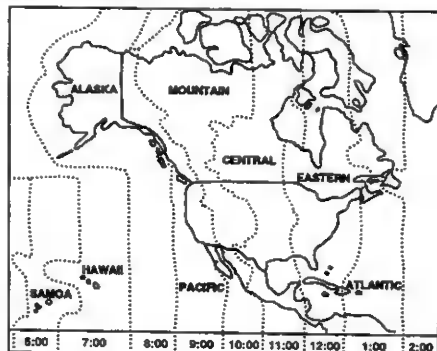 ALASKA
MOUNTAIN
CENTRAL
EASTERN
HAWAII
SAMOA
PACIFIC
ATLANTIC
6:00 7:00 8:00 9:00 10:00 11:00 12:00 1:00 2:00